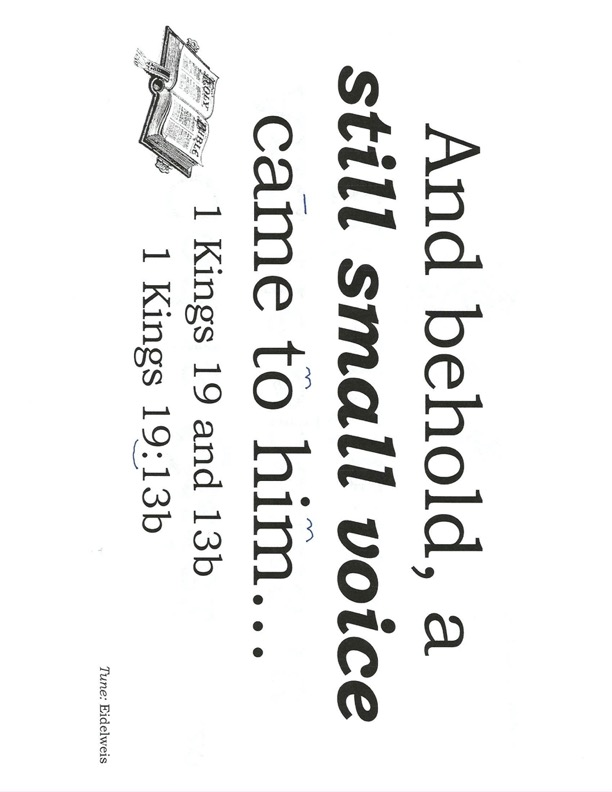 And behold, a
still small voice
came to him...
1 Kings 19 and 13b
1 Kings 19:13b
HOLY BIBLE
Tune: Eidelweis